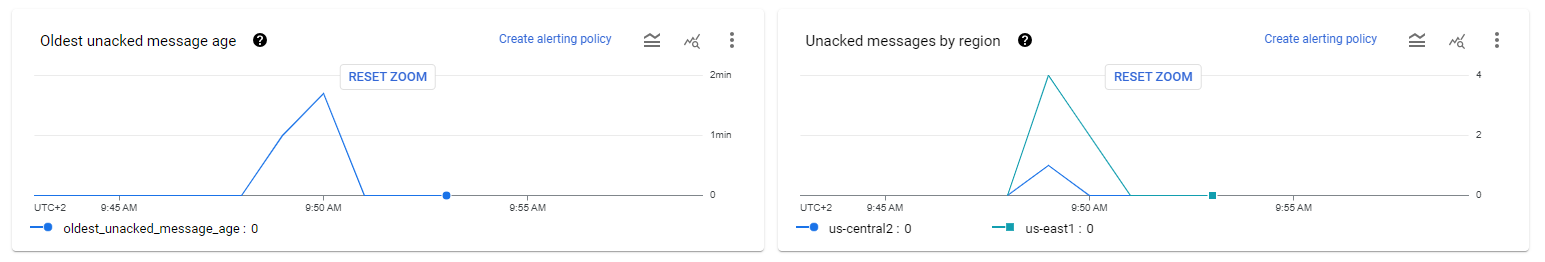 Oldest unacked message age
Create alerting policy
RESET ZOOM
2min
1min
0
UTC+2
9:45 AM
9:50 AM
9:55 AM
oldest_unacked_message_age : 0
Unacked messages by region
Create alerting policy
RESET ZOOM
4
2
0
UTC+2
9:45 AM
9:50 AM
9:55 AM
us-central2 : 0
us-east1 : 0